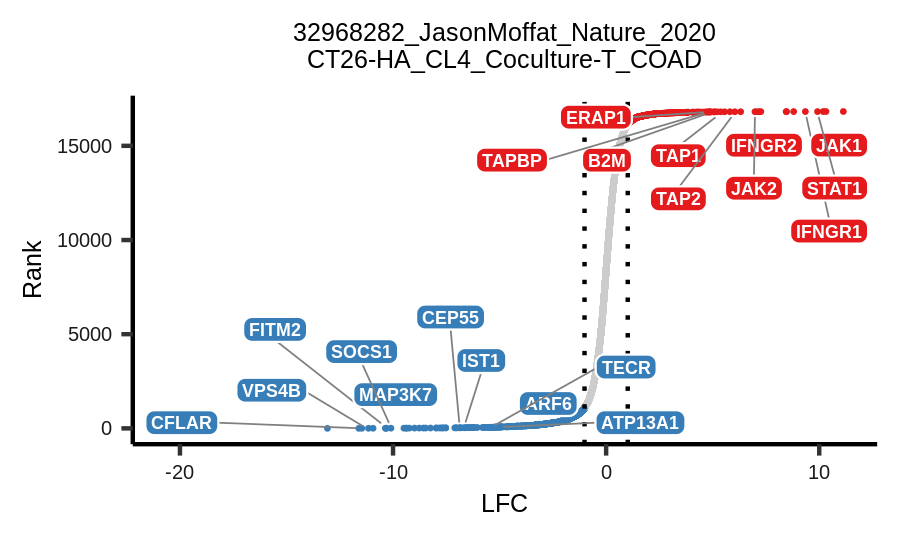 32968282_JasonMoffat_Nature_2020
CT26-HA_CL4_Coculture-T_COAD
ERAP1
15000
TAPBP
B2M
TAP1
IFNGR2
JAK1
TAP2
JAK2
STAT1
IFNGR1
10000
Rank
5000
FITM2
CEP55
SOCS1
IST1
TECR
VPS4B
MAP3K7
ARF6
CFLAR
ATP13A1
0
-20
-10
0
10
LFC